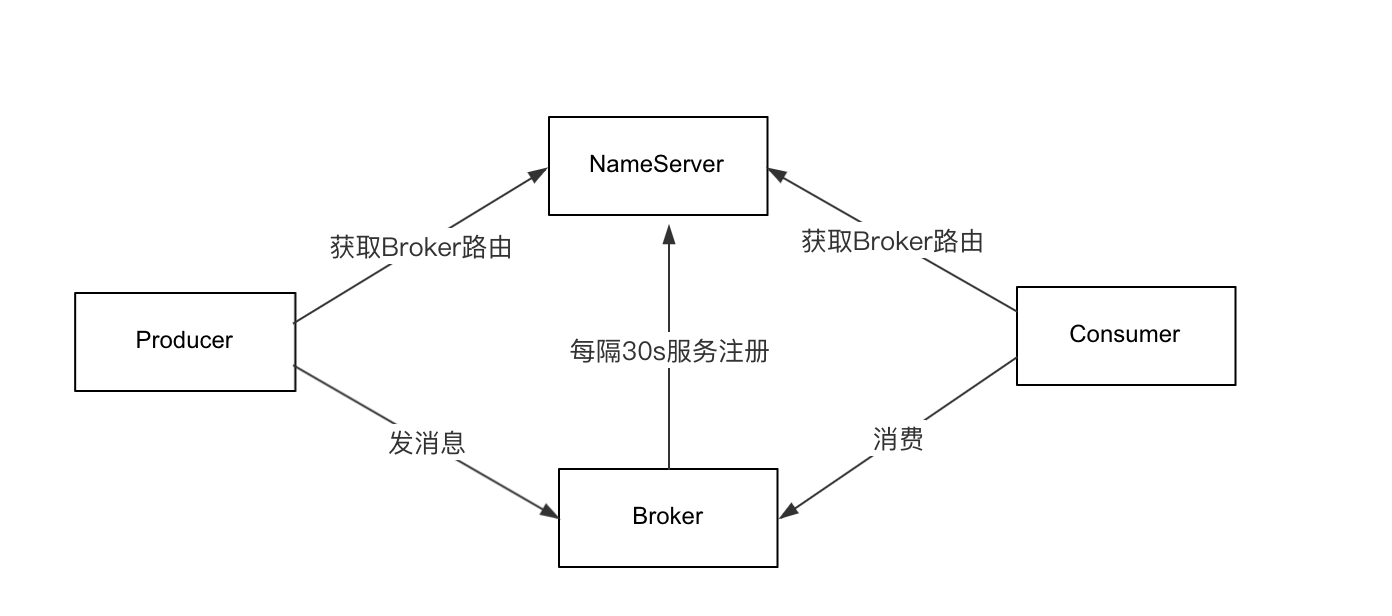 NameServer
获取Broker路由
获取Broker路由
Producer
Consumer
每隔30s服务注册
发消息
消费
Broker